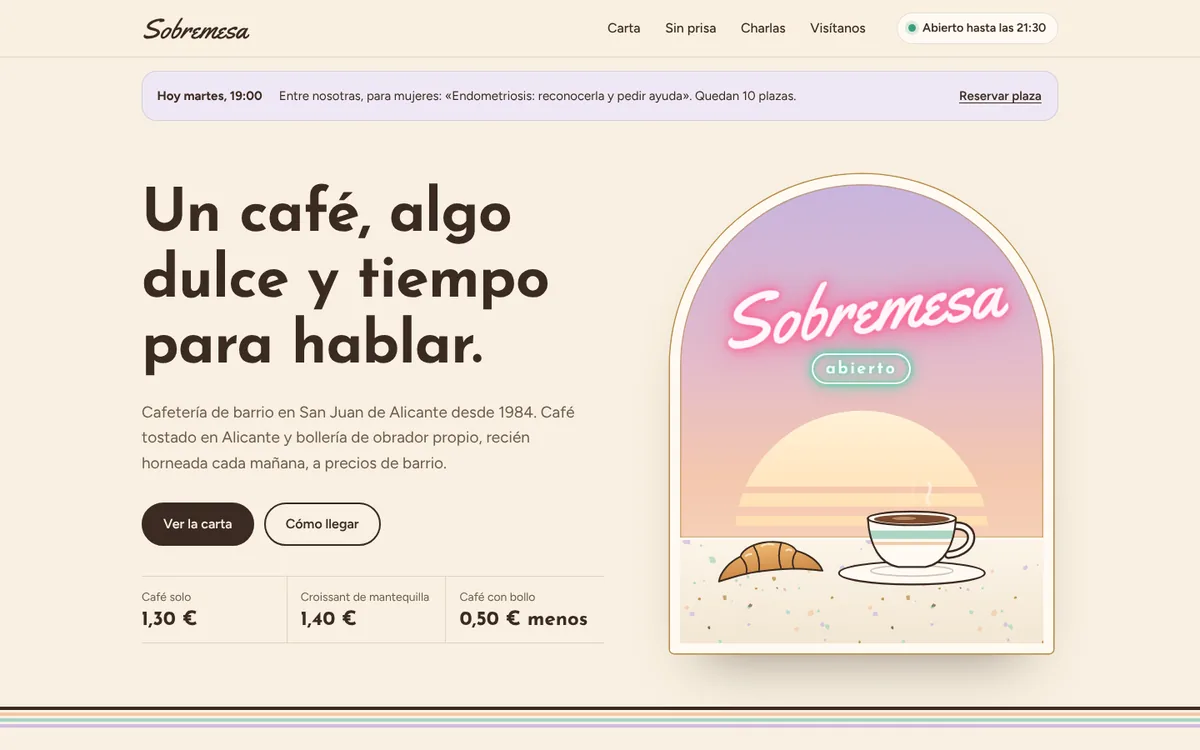 Sobremesa
Carta
Sin prisa
Charlas
Visítanos
Abierto hasta las 21:30
Hoy martes, 19:00
Entre nosotras, para mujeres: «Endometriosis: reconocerla y pedir ayuda». Quedan 10 plazas.
Reservar plaza
Un café, algo
dulce y tiempo
para hablar.
Cafetería de barrio en San Juan de Alicante desde 1984. Café
tostado en Alicante y bollería de obrador propio, recién
horneada cada mañana, a precios de barrio.
Ver la carta
Cómo llegar
Café solo
1,30 €
Croissant de mantequilla
1,40 €
Café con bollo
0,50 € menos
Sobremesa
abierto